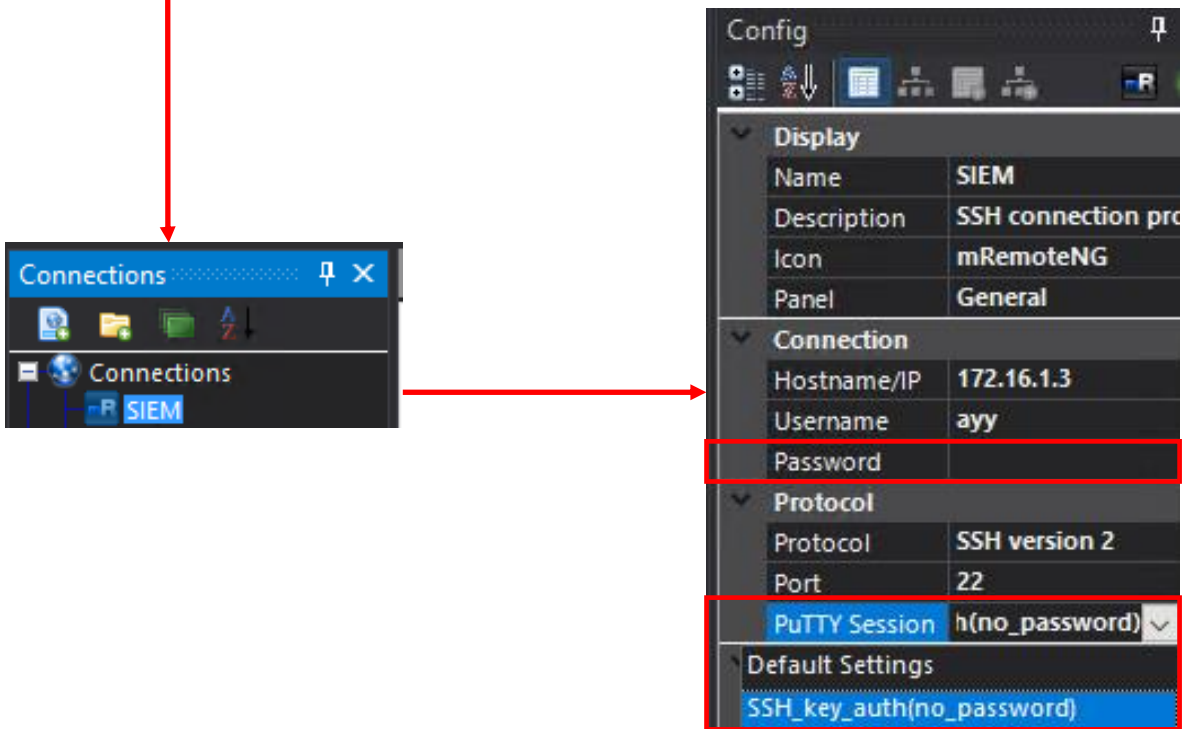 Connections
Connections
SIEM
Config
Display
Name SIEM
Description SSH connection pro
Icon mRemoteNG
Panel General
Connection
Hostname/IP 172.16.1.3
Username ayy
Password
Protocol
Protocol SSH version 2
Port 22
PuTTY Session h(no_password)
Default Settings
SSH_key_auth(no_password)